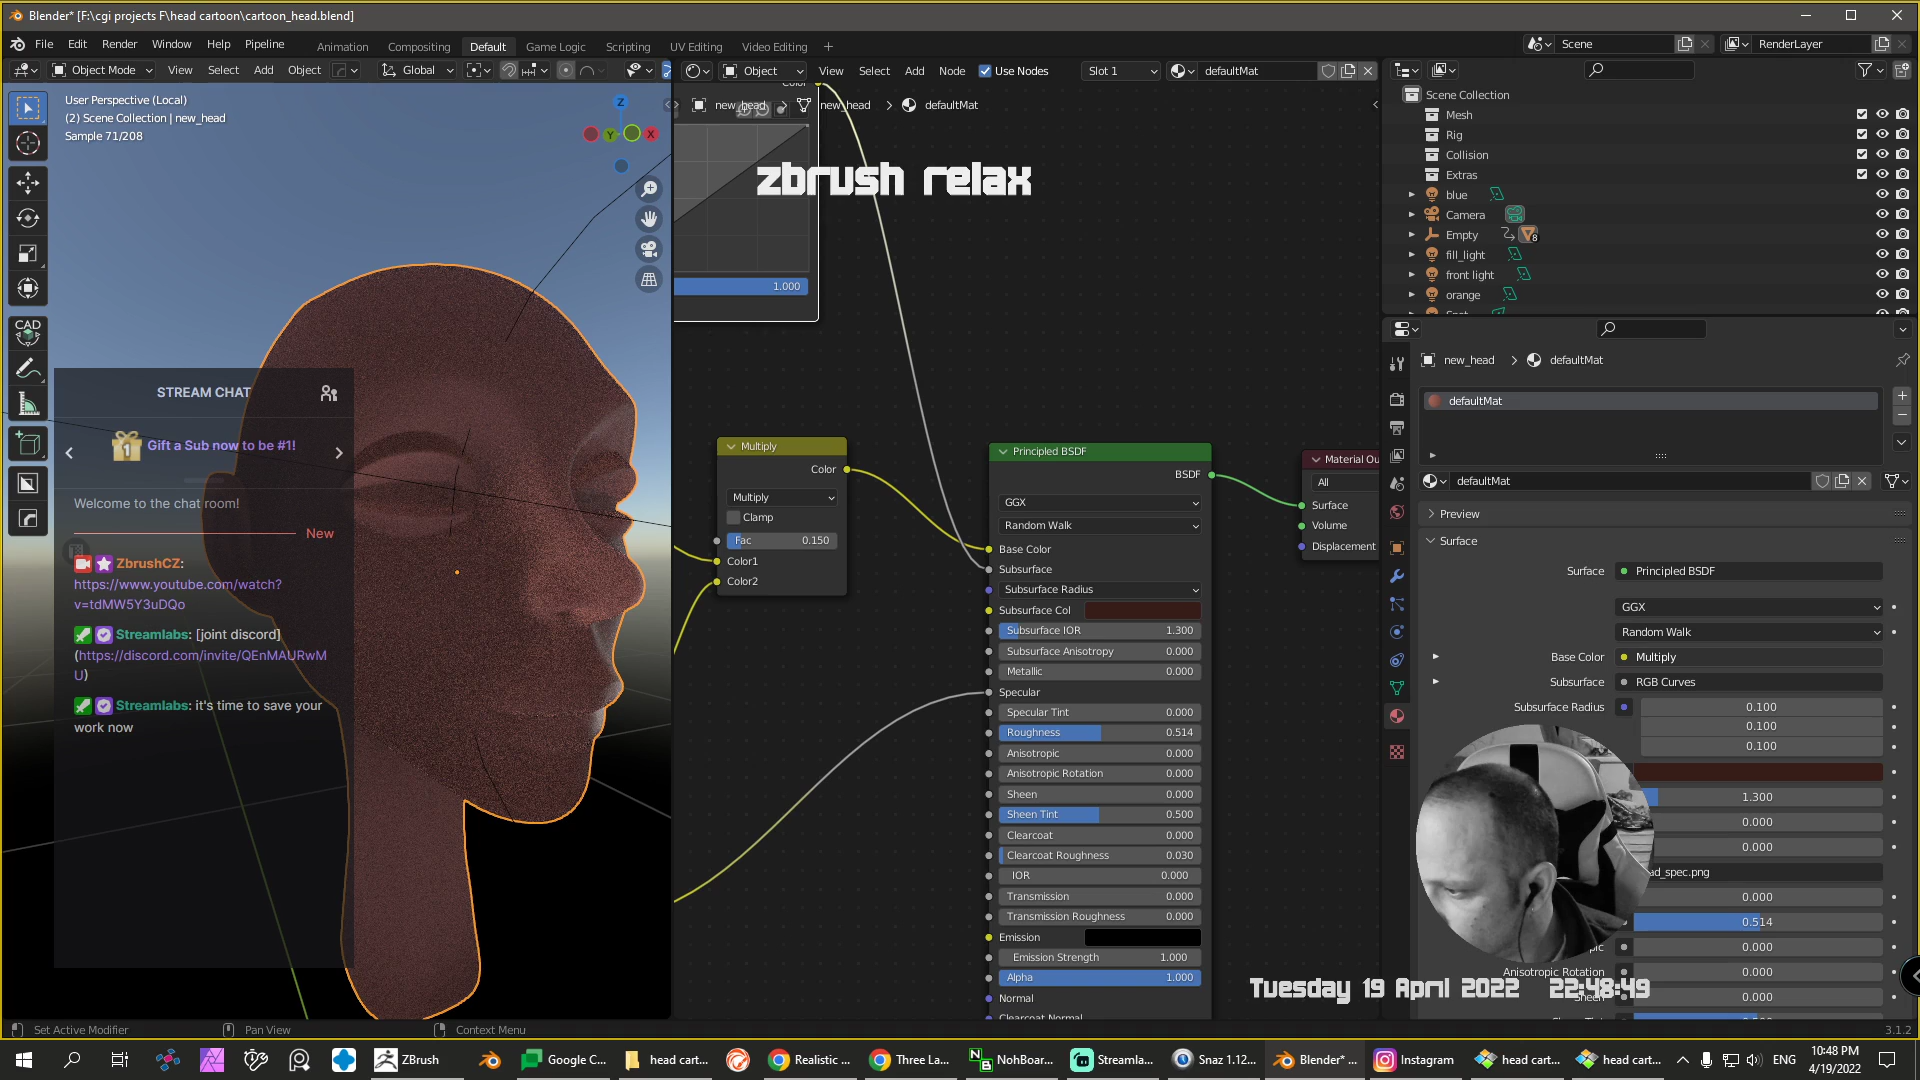 Blender* [F:\cgi projects F\head cartoon\cartoon_head.blend]
File Edit Render Window Help Pipeline
Animation Compositing Default Game Logic Scripting UV Editing Video Editing +
Scene
RenderLayer
Object Mode View Select Add Object Global
Object View Select Add Node Use Nodes Slot 1 defaultMat
User Perspective (Local)
(2) Scene Collection | new_head
Sample 71/208
Z
Y
X
new_head > new_head > defaultMat
zbrush relax
1.000
CAD
STREAM CHAT
1 Gift a Sub now to be #1!
Welcome to the chat room!
New
ZbrushCZ:
https://www.youtube.com/watch?
v=tdMW5Y3uDQo
Streamlabs: [joint discord]
(https://discord.com/invite/QEnMAURwM
U)
Streamlabs: it's time to save your
work now
Multiply
Color
Multiply
Clamp
Fac 0.150
Color1
Color2
Principled BSDF
BSDF
GGX
Random Walk
Base Color
Subsurface
Subsurface Radius
Subsurface Col
Subsurface IOR 1.300
Subsurface Anisotropy 0.000
Metallic 0.000
Specular
Specular Tint 0.000
Roughness 0.514
Anisotropic 0.000
Anisotropic Rotation 0.000
Sheen 0.000
Sheen Tint 0.500
Clearcoat 0.000
Clearcoat Roughness 0.030
IOR 0.000
Transmission 0.000
Transmission Roughness 0.000
Emission
Emission Strength 1.000
Alpha 1.000
Normal
Clearcoat Normal
Material Ou
All
Surface
Volume
Displacement
Scene Collection
Mesh
Rig
Collision
Extras
blue
Camera
Empty 8
fill_light
front light
orange
new_head > defaultMat
defaultMat
defaultMat
Preview
Surface
Surface Principled BSDF
GGX
Random Walk
Base Color Multiply
Subsurface RGB Curves
Subsurface Radius 0.100
0.100
0.100
1.300
0.000
0.000
ad_spec.png
0.000
0.514
0.000
Anisotropic Rotation 0.000
Sheen 0.000
Tuesday 19 April 2022 22:48:49
Set Active Modifier Pan View Context Menu 3.1.2
ZBrush Google C... head cart... Realistic ... Three La... NohBoar... Streamla... Snaz 1.12... Blender* ... Instagram head cart... head cart... ENG
10:48 PM
4/19/2022